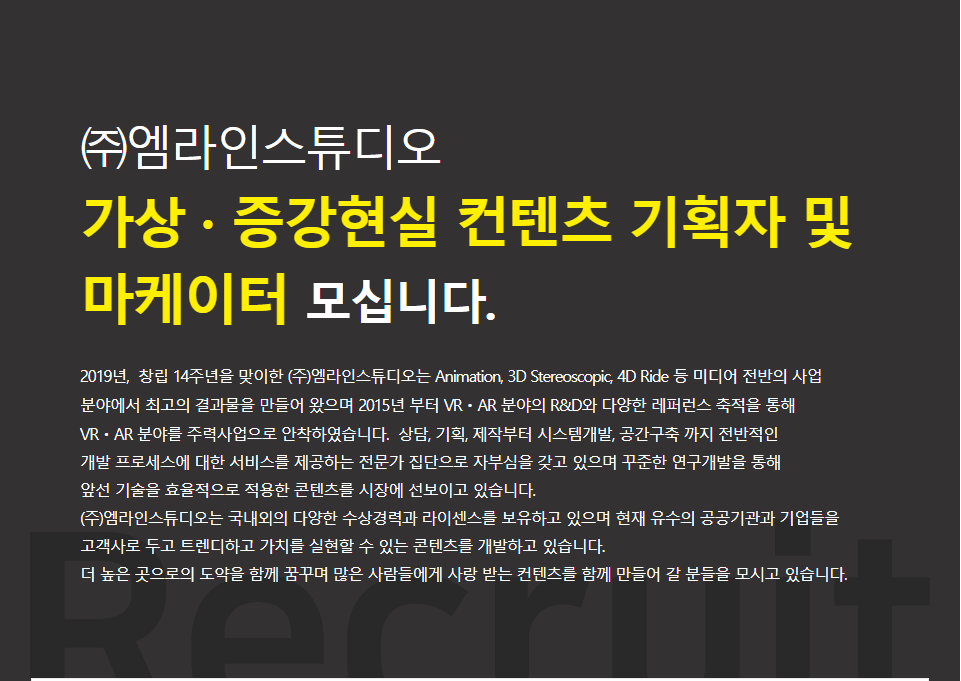 ㈜엠라인스튜디오
가상 · 증강현실 컨텐츠 기획자 및
마케이터 모십니다.
2019년, 창립 14주년을 맞이한 (주)엠라인스튜디오는 Animation, 3D Stereoscopic, 4D Ride 등 미디어 전반의 사업
분야에서 최고의 결과물을 만들어 왔으며 2015년 부터 VR・AR 분야의 R&D와 다양한 레퍼런스 축적을 통해
VR・AR 분야를 주력사업으로 안착하였습니다. 상담, 기획, 제작부터 시스템개발, 공간구축 까지 전반적인
개발 프로세스에 대한 서비스를 제공하는 전문가 집단으로 자부심을 갖고 있으며 꾸준한 연구개발을 통해
앞선 기술을 효율적으로 적용한 콘텐츠를 시장에 선보이고 있습니다.
(주)엠라인스튜디오는 국내외의 다양한 수상경력과 라이센스를 보유하고 있으며 현재 유수의 공공기관과 기업들을
고객사로 두고 트렌디하고 가치를 실현할 수 있는 콘텐츠를 개발하고 있습니다.
더 높은 곳으로의 도약을 함께 꿈꾸며 많은 사람들에게 사랑 받는 컨텐츠를 함께 만들어 갈 분들을 모시고 있습니다.
Recruit